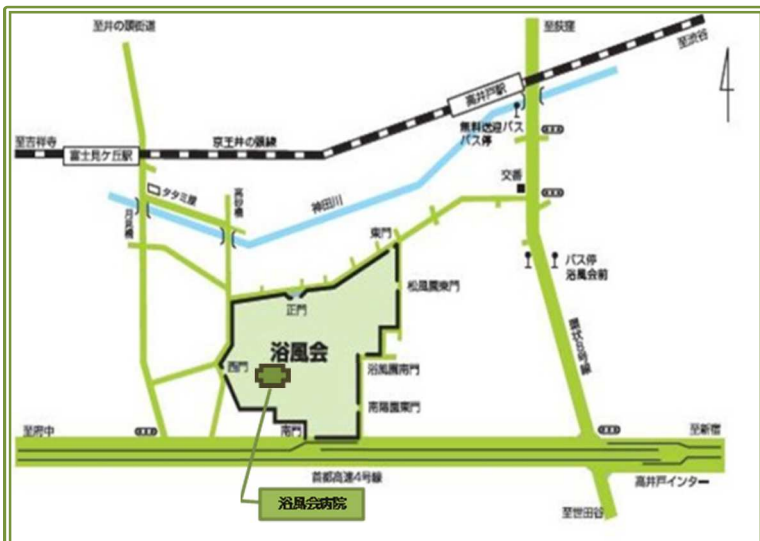 至井の頭街道
至荻窪
至渋谷
高井戸駅
至吉祥寺
富士見ケ丘駅
京王井の頭線
無料送迎バス
バス停
交番
タタミ屋
月見橋
高砂橋
神田川
東門
バス停
浴風会前
松風園東門
正門
浴風会
西門
浴風園南門
南陽園東門
南門
至府中
至新宿
首都高速4号線
高井戸インター
浴風会病院
至世田谷